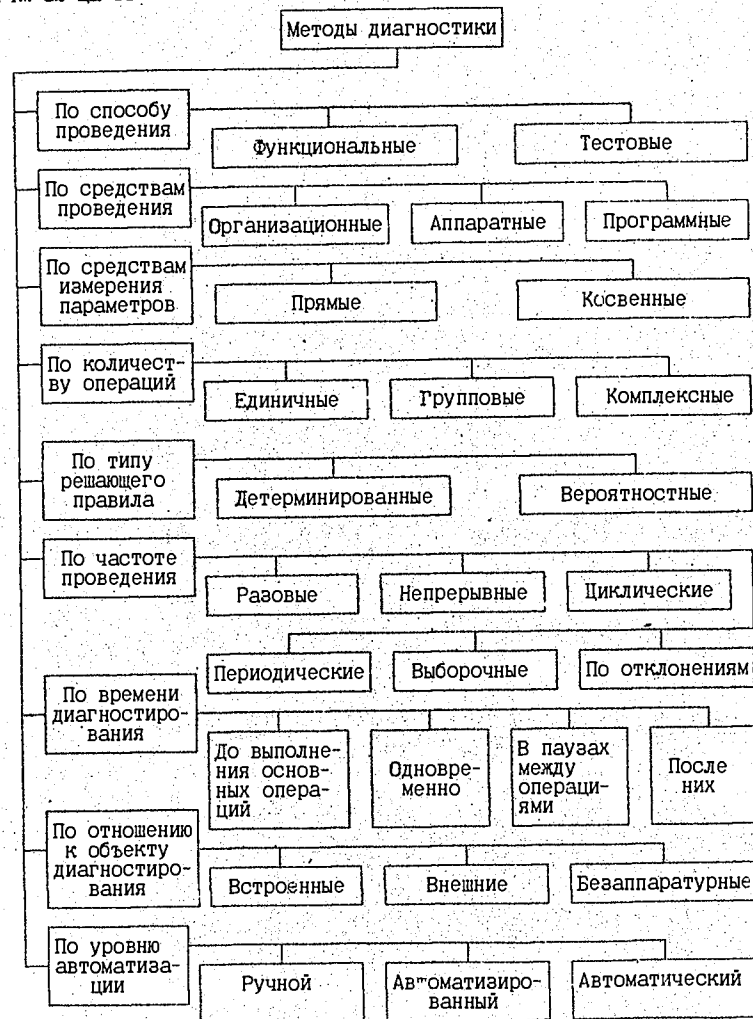 Методы диагностики
По способу
проведения
Функциональные
Тестовые
По средствам
проведения
Организационные
Аппаратные
Программные
По средствам
измерения
параметров
Прямые
Косвенные
По количест-
ву операций
Единичные
Групповые
Комплексные
По типу
решающего
правила
Детерминированные
Вероятностные
По частоте
проведения
Разовые
Непрерывные
Циклические
Периодические
Выборочные
По отклонениям
По времени
диагностиро-
вания
До выполне-
ния основ-
ных опера-
ций
Одновре-
менно
В паузах
между
операци-
ями
После
них
По отношению
к объекту
диагностиро-
вания
Встроенные
Внешние
Безаппаратурные
По уровню
автоматиза-
ции
Ручной
Автоматизиро-
ванный
Автоматический